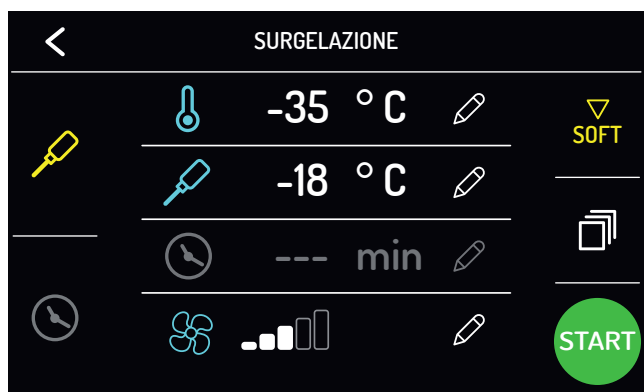 SURGELAZIONE
-35 °C
SOFT
-18 °C
--- min
START